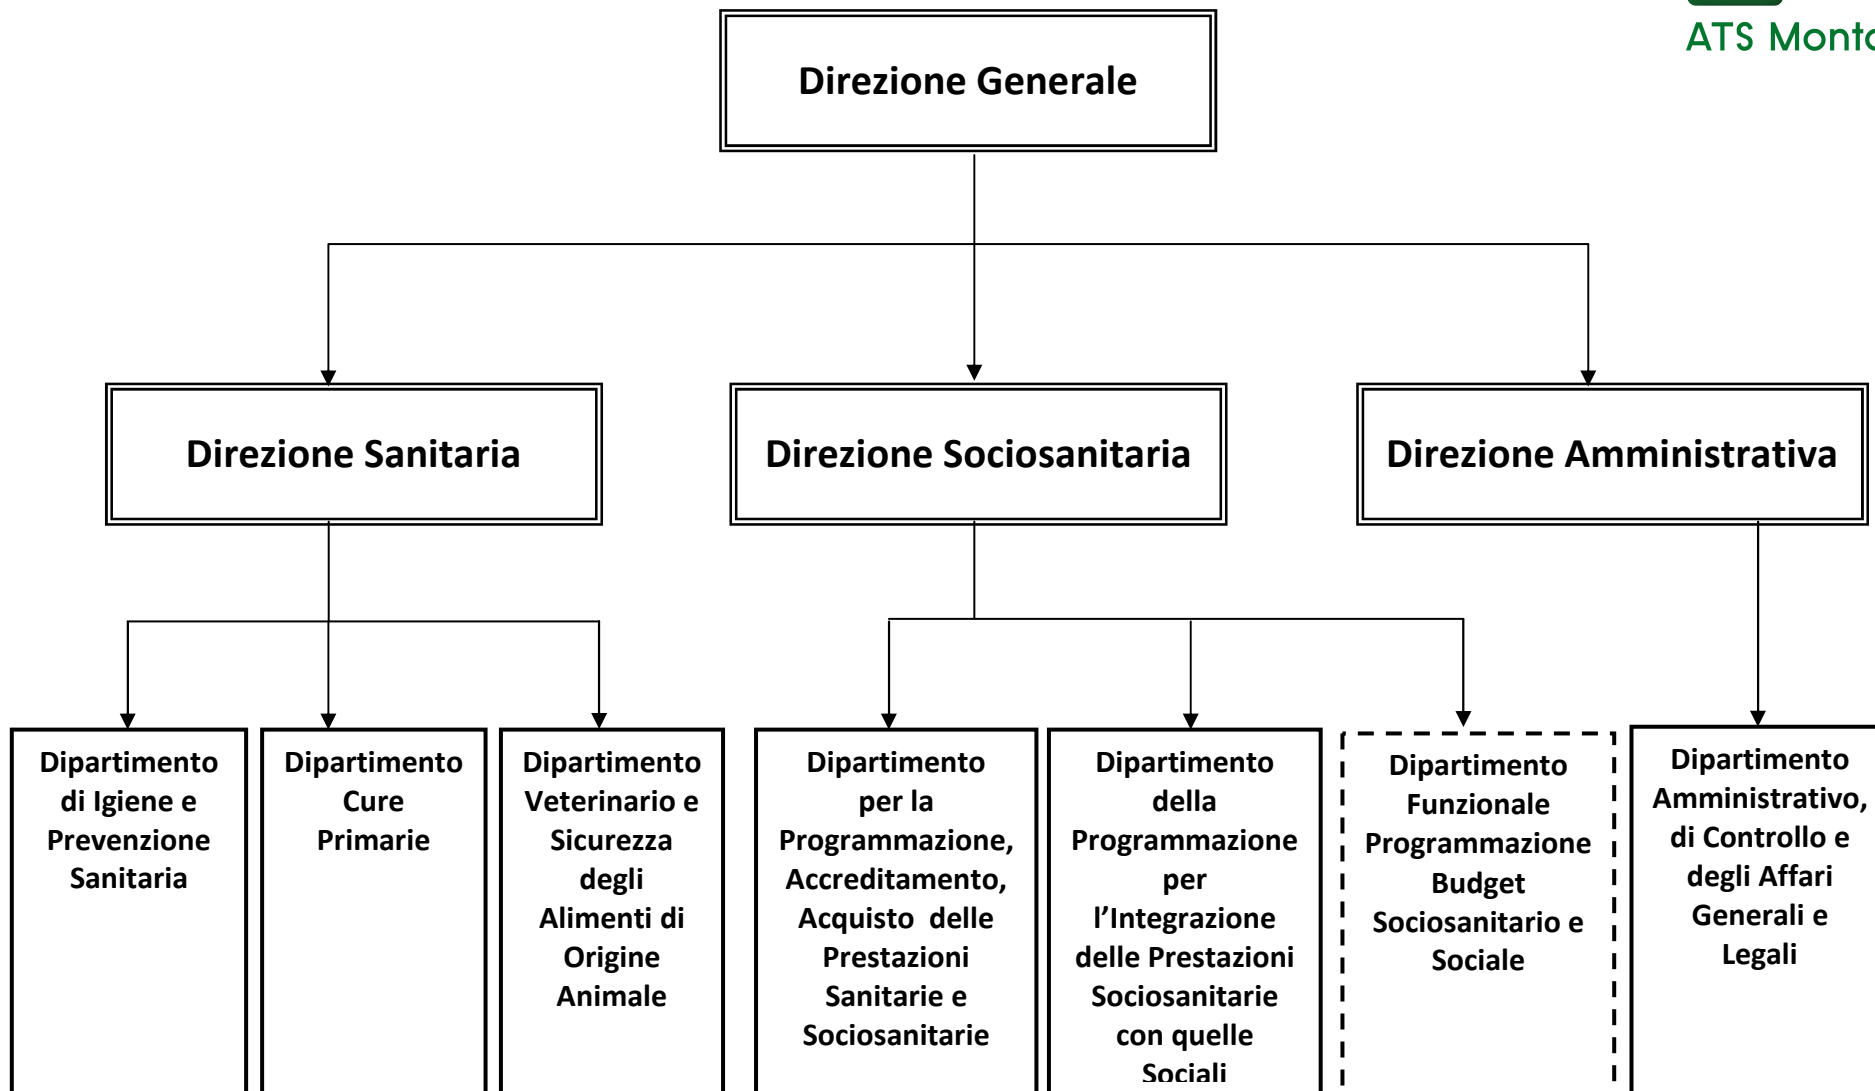 ATS
Direzione Generale
Direzione Sanitaria
Direzione Sociosanitaria
Direzione Amministrativa
Dipartimento
di Igiene e
Prevenzione
Sanitaria
Dipartimento
Cure
Primarie
Dipartimento
Veterinario e
Sicurezza
degli
Alimenti di
Origine
Animale
Dipartimento
per la
Programmazione,
Accreditamento,
Acquisto  delle
Prestazioni
Sanitarie e
Sociosanitarie
Dipartimento
della
Programmazione
per
l’Integrazione
delle Prestazioni
Sociosanitarie
con quelle
Sociali
Dipartimento
Funzionale
Programmazione
Budget
Sociosanitario e
Sociale
Dipartimento
Amministrativo,
di Controllo e
degli Affari
Generali e
Legali